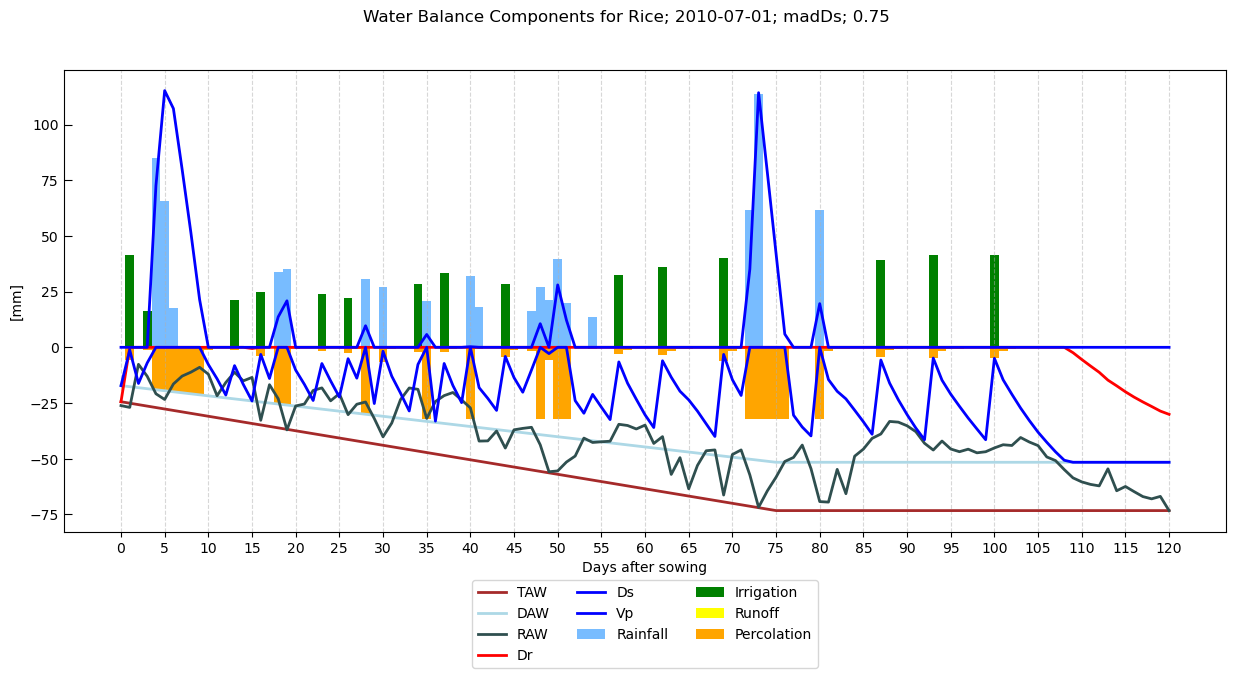 Water Balance Components for Rice; 2010-07-01; madDs; 0.75
[mm]
100
75
50
25
0
−25
−50
−75
0 5 10 15 20 25 30 35 40 45 50 55 60 65 70 75 80 85 90 95 100 105 110 115 120
Days after sowing
TAW Ds Irrigation
DAW Vp Runoff
RAW Rainfall Percolation
Dr